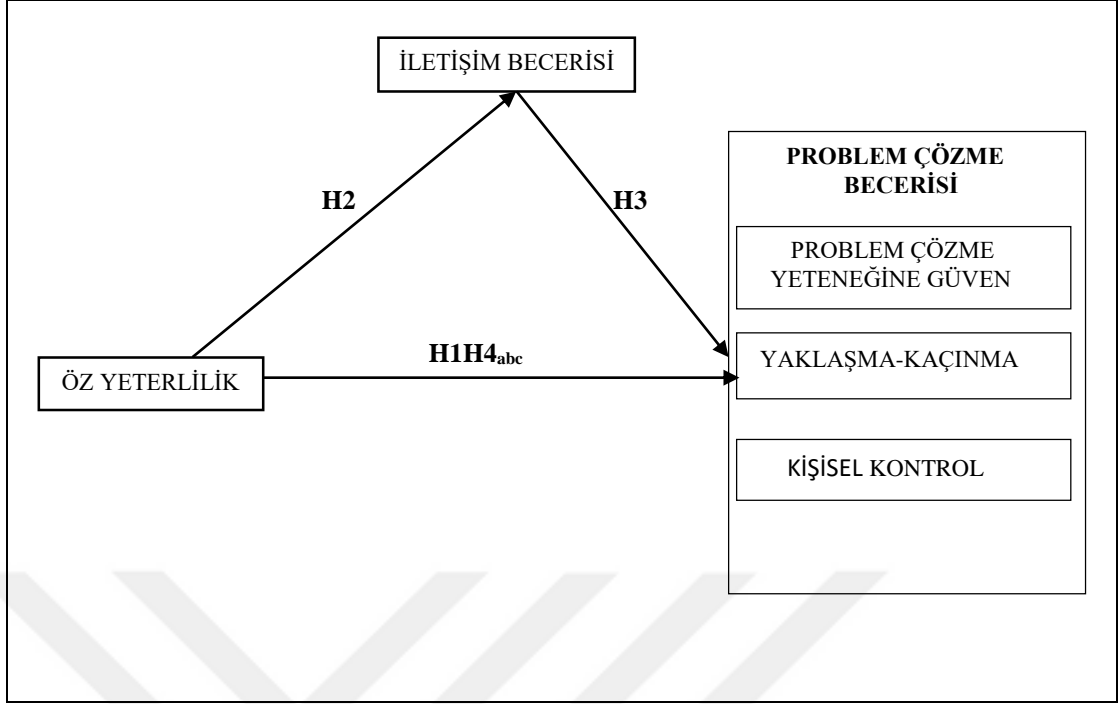 İLETİŞİM BECERİSİ
PROBLEM ÇÖZME
BECERİSİ
H2
H3
PROBLEM ÇÖZME
YETENEĞİNE GÜVEN
H1H4abc
YAKLAŞMA-KAÇINMA
ÖZ YETERLİLİK
KİŞİSEL KONTROL